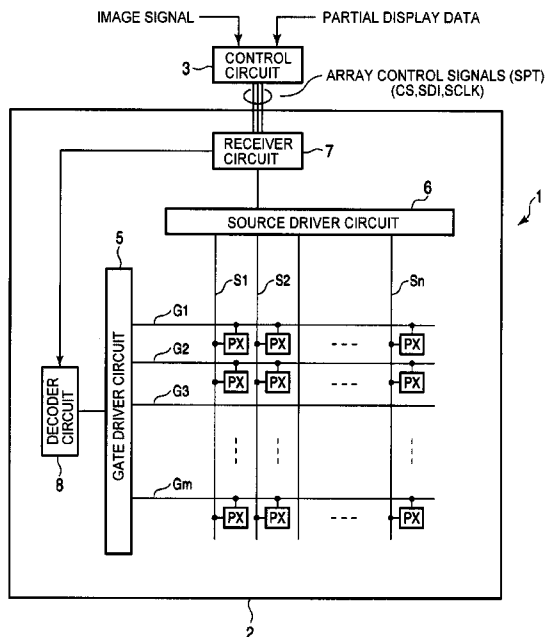 IMAGE SIGNAL
PARTIAL DISPLAY DATA
3
CONTROL
CIRCUIT
ARRAY CONTROL SIGNALS (SPT)
(CS,SDI,SCLK)
RECEIVER
CIRCUIT
7
1
6
SOURCE DRIVER CIRCUIT
5
S1
S2
Sn
G1
PX
PX
PX
G2
PX
PX
PX
G3
GATE DRIVER CIRCUIT
DECODER
CIRCUIT
8
Gm
PX
PX
PX
2